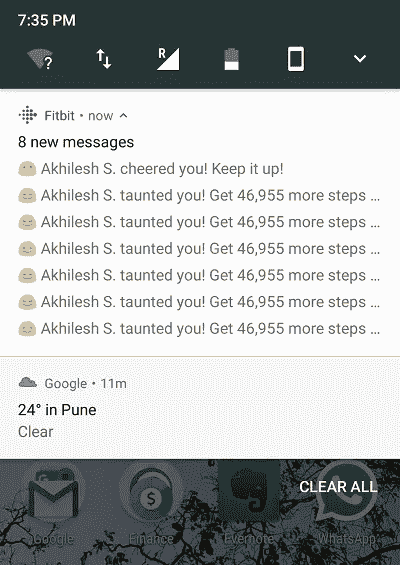 7:35 PM
?
R
Fitbit • now
8 new messages
Akhilesh S. cheered you! Keep it up!
Akhilesh S. taunted you! Get 46,955 more steps ...
Akhilesh S. taunted you! Get 46,955 more steps ...
Akhilesh S. taunted you! Get 46,955 more steps ...
Akhilesh S. taunted you! Get 46,955 more steps ...
Akhilesh S. taunted you! Get 46,955 more steps ...
Akhilesh S. taunted you! Get 46,955 more steps ...
Google • 11m
24° in Pune
Clear
CLEAR ALL
$
Google Finance Evernote WhatsApp